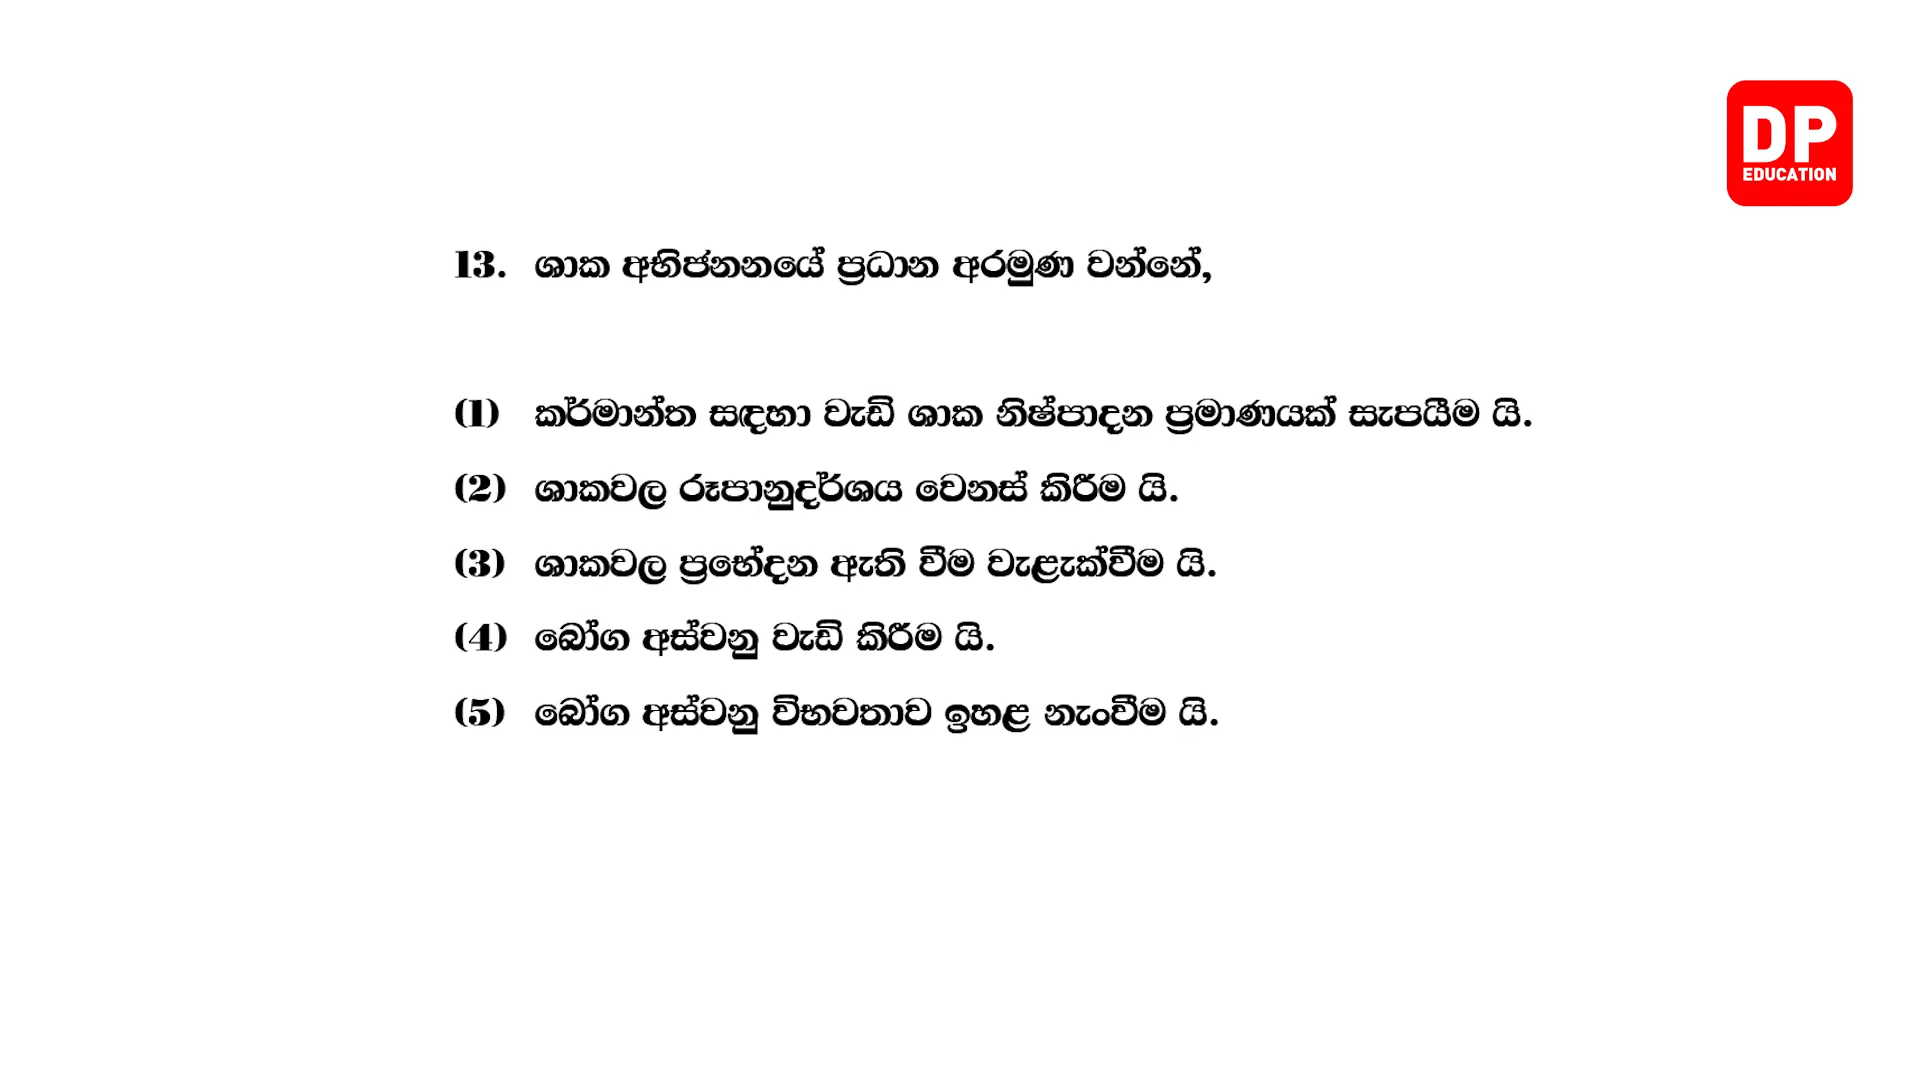 DP
EDUCATION
13. ශාක අභිජනනයේ ප්‍රධාන අරමුණ වන්නේ,
(1) කර්මාන්ත සඳහා වැඩි ශාක නිෂ්පාදන ප්‍රමාණයක් සැපයීම යි.
(2) ශාකවල රූපානුදර්ශය වෙනස් කිරීම යි.
(3) ශාකවල ප්‍රභේදන ඇති වීම වැළැක්වීම යි.
(4) බෝග අස්වනු වැඩි කිරීම යි.
(5) බෝග අස්වනු විභවතාව ඉහළ නැංවීම යි.